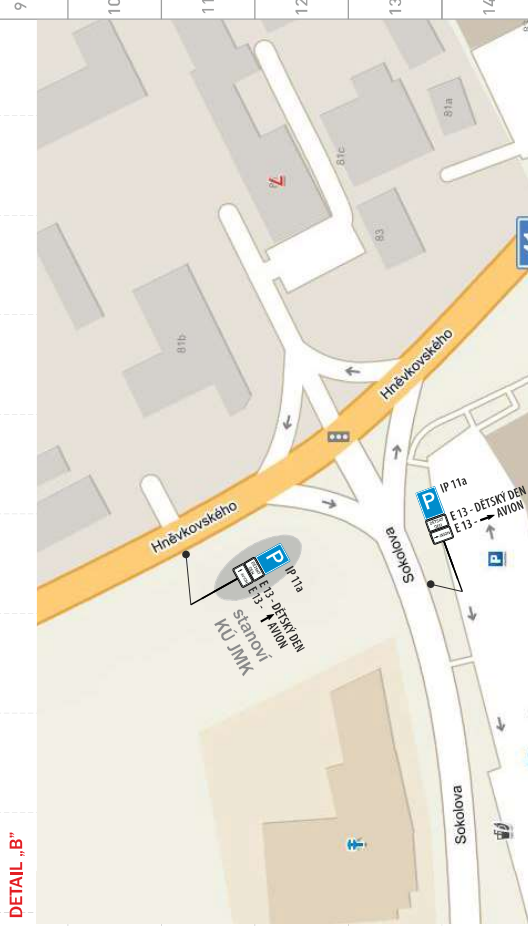 9
10
11
12
13
14
DETAIL „B”
81a
81c
83
81b
Hněvkovského
Hněvkovského
Sokolova
Sokolova
P
IP 11a
E 13 - DĚTSKÝ DEN
E 13 - ➞ AVION
stanoví
KÚ JMK
P
IP 11a
E 13 - DĚTSKÝ DEN
E 13 - ➞ AVION
P